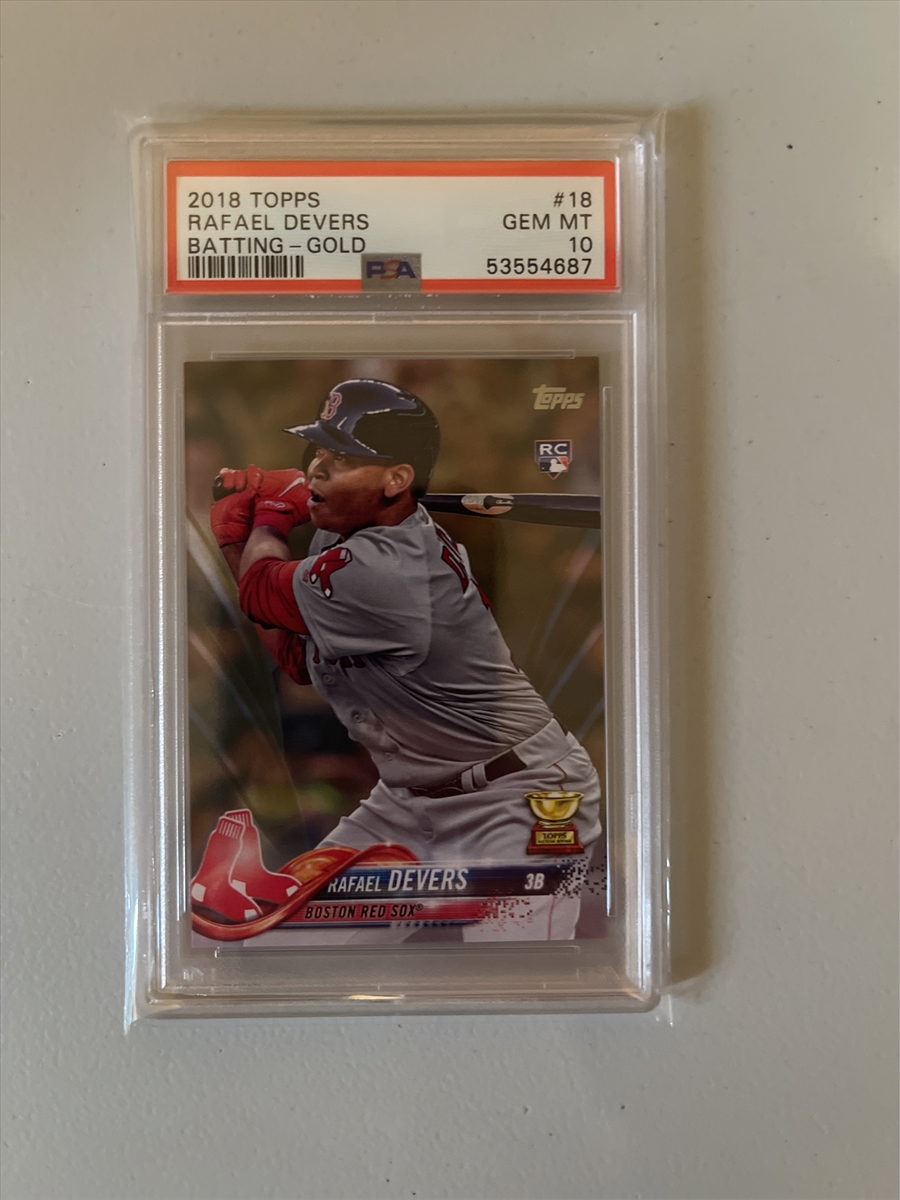 2018 TOPPS #18
RAFAEL DEVERS GEM MT
BATTING – GOLD 10
PSA 53554687
Topps
RC
B
TOPPS
RAFAEL DEVERS 3B
BOSTON RED SOX®